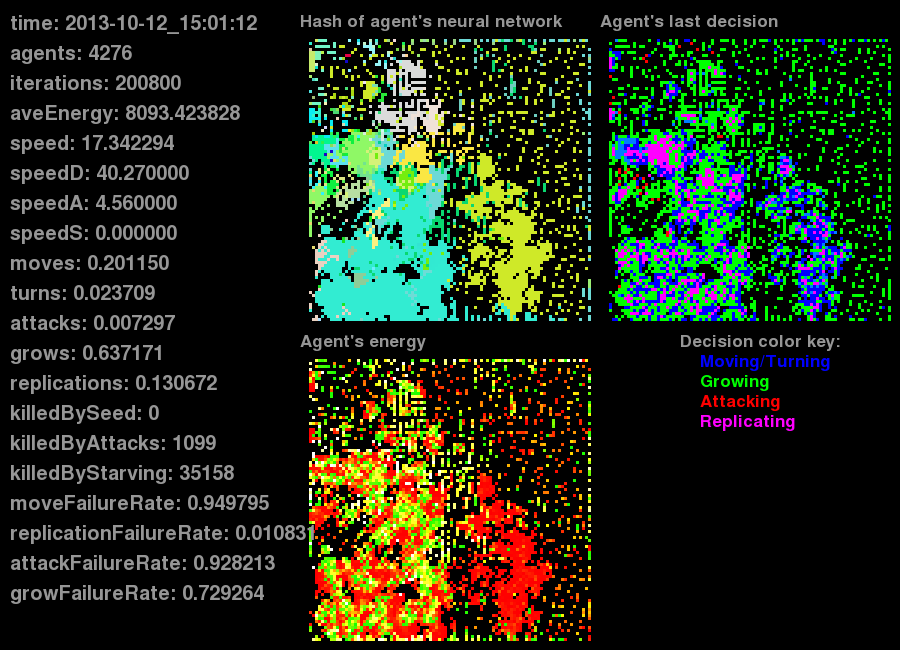 time: 2013-10-12_15:01:12
agents: 4276
iterations: 200800
aveEnergy: 8093.423828
speed: 17.342294
speedD: 40.270000
speedA: 4.560000
speedS: 0.000000
moves: 0.201150
turns: 0.023709
attacks: 0.007297
grows: 0.637171
replications: 0.130672
killedBySeed: 0
killedByAttacks: 1099
killedByStarving: 35158
moveFailureRate: 0.949795
replicationFailureRate: 0.010831
attackFailureRate: 0.928213
growFailureRate: 0.729264
Hash of agent's neural network
Agent's last decision
Agent's energy
Decision color key:
Moving/Turning
Growing
Attacking
Replicating